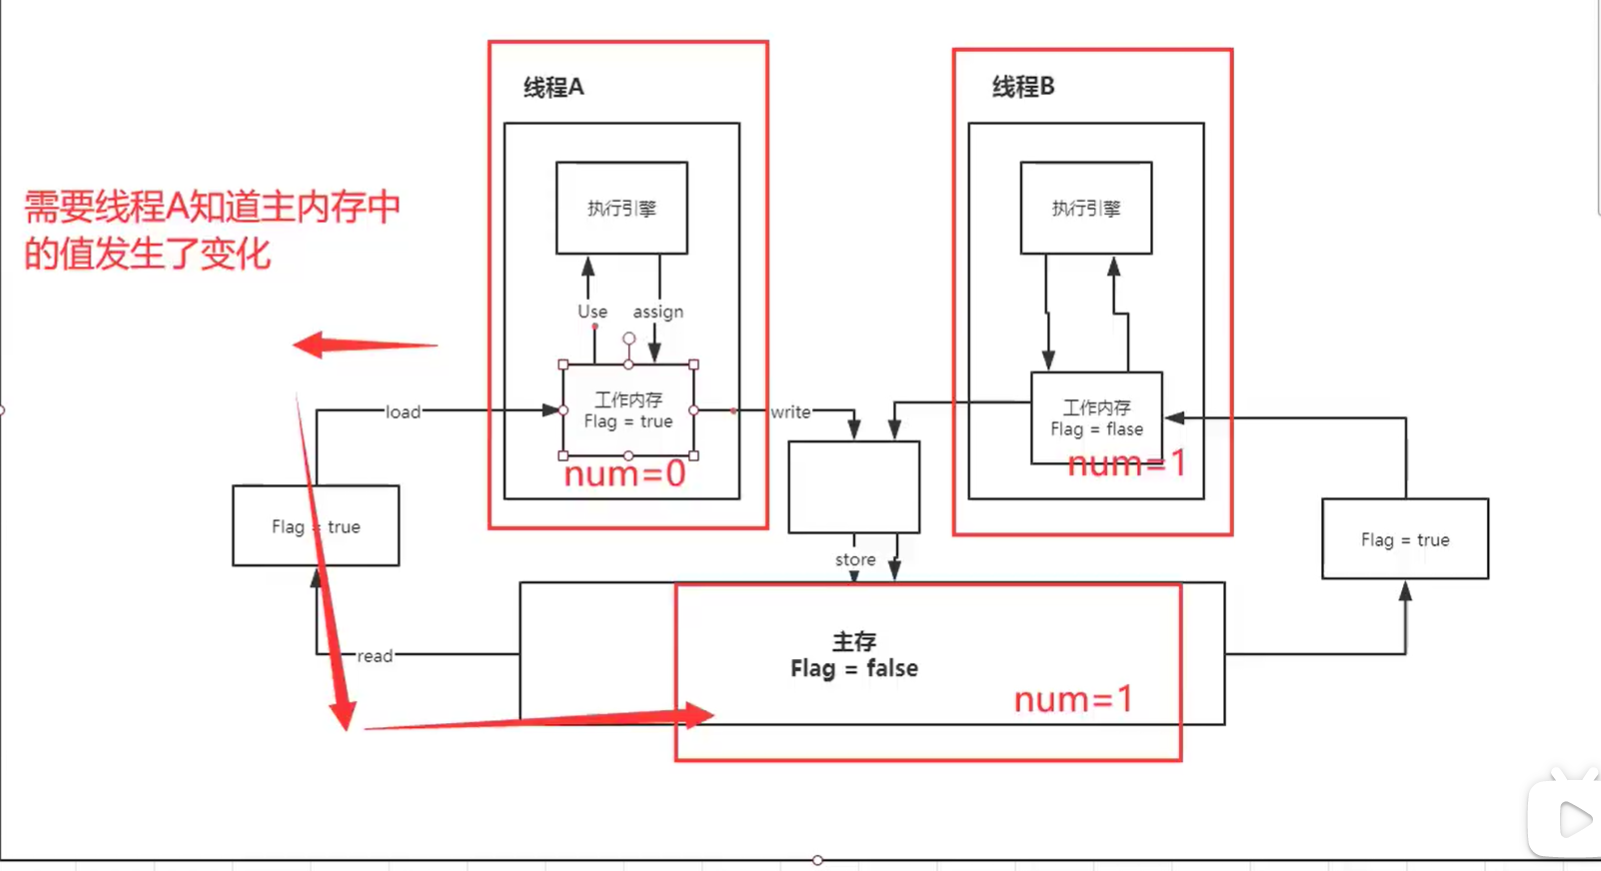 线程A
线程B
需要线程A知道主内存中
的值发生了变化
执行引擎
执行引擎
Use
assign
load
工作内存
Flag = true
write
工作内存
Flag = flase
num=0
num=1
Flag = true
Flag = true
store
主存
Flag = false
read
num=1